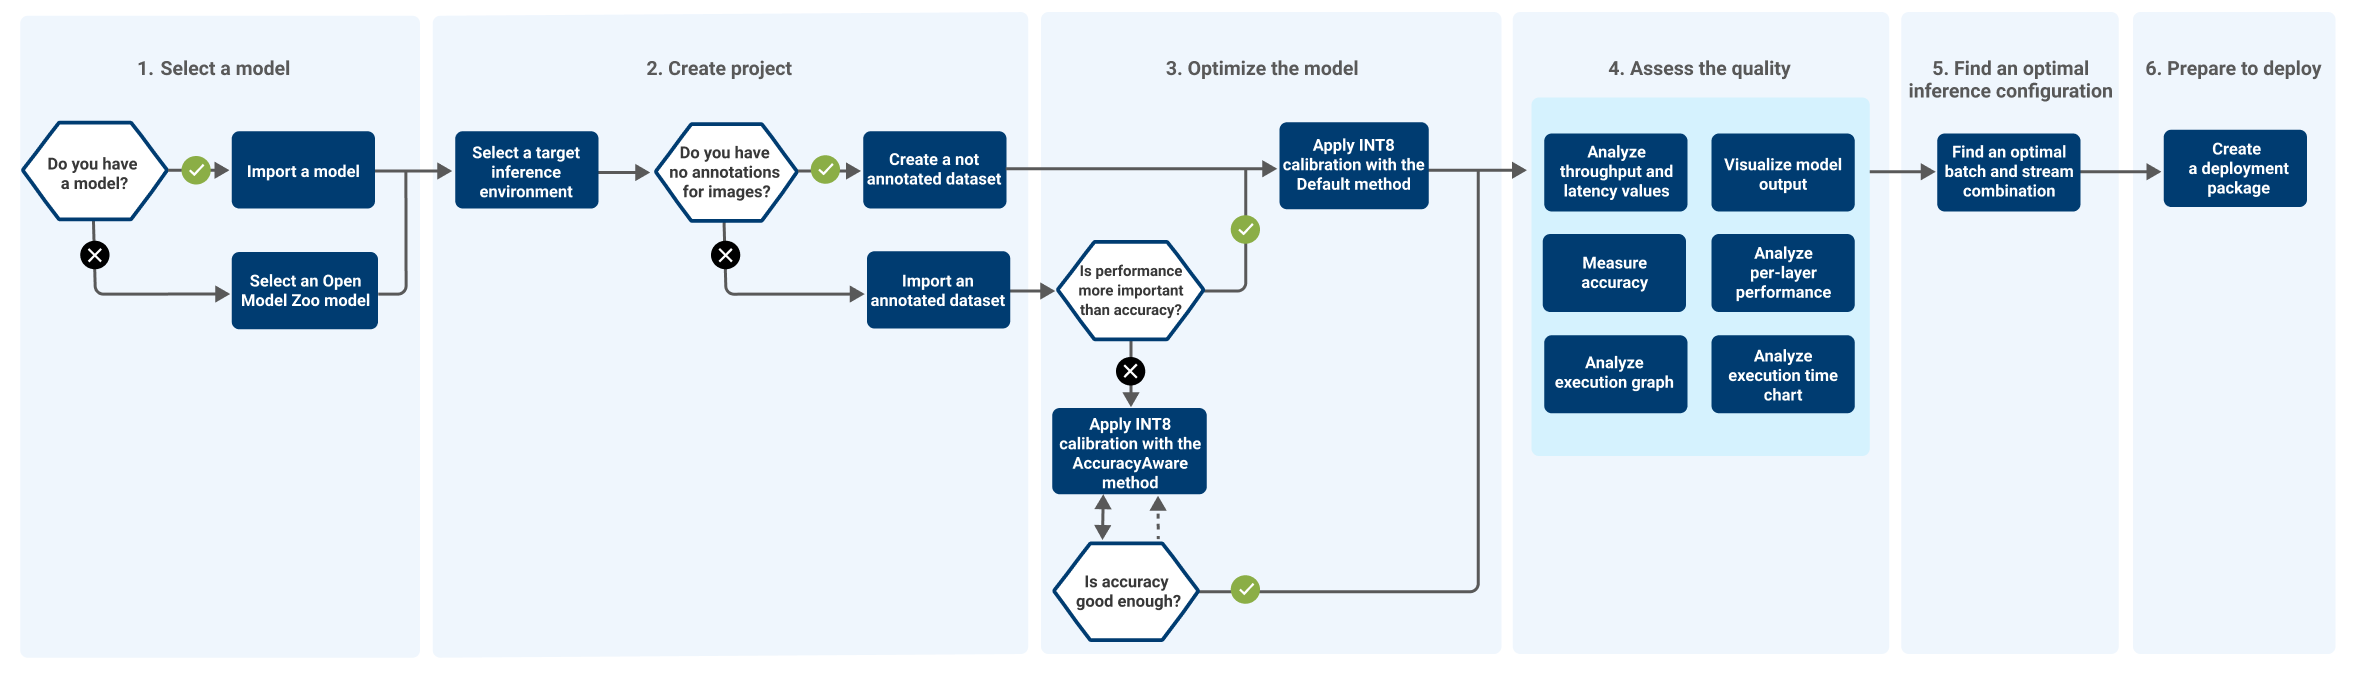 1. Select a model
Do you have
a model?
Import a model
Select an Open
Model Zoo model
2. Create project
Select a target
inference
environment
Do you have
no annotations
for images?
Create a not
annotated dataset
Import an
annotated dataset
3. Optimize the model
Apply INT8
calibration with the
Default method
Is performance
more important
than accuracy?
Apply INT8
calibration with the
AccuracyAware
method
Is accuracy
good enough?
4. Assess the quality
Analyze
throughput and
latency values
Visualize model
output
Measure
accuracy
Analyze
per-layer
performance
Analyze
execution graph
Analyze
execution time
chart
5. Find an optimal
inference configuration
Find an optimal
batch and stream
combination
6. Prepare to deploy
Create
a deployment
package